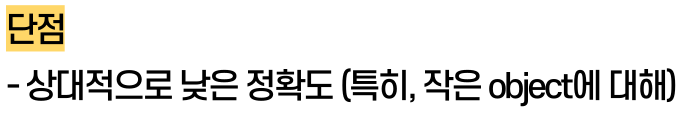 단점
- 상대적으로 낮은 정확도 (특히, 작은 object에 대해)